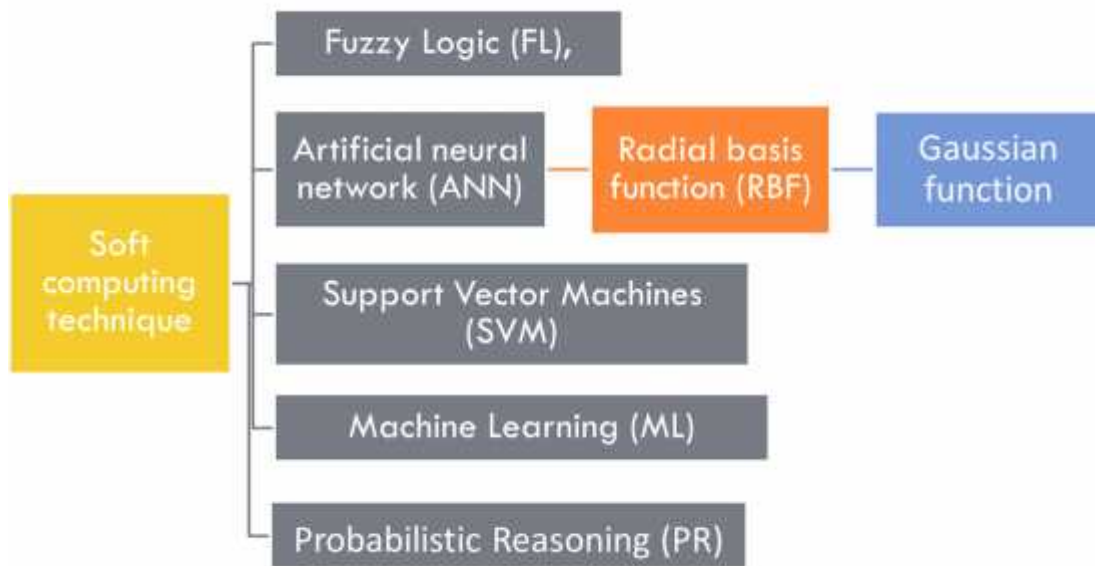 Fuzzy Logic (FL),
Artificial neural
network (ANN)
Radial basis
function (RBF)
Gaussian
function
Soft
computing
technique
Support Vector Machines
(SVM)
Machine Learning (ML)
Probabilistic Reasoning (PR)